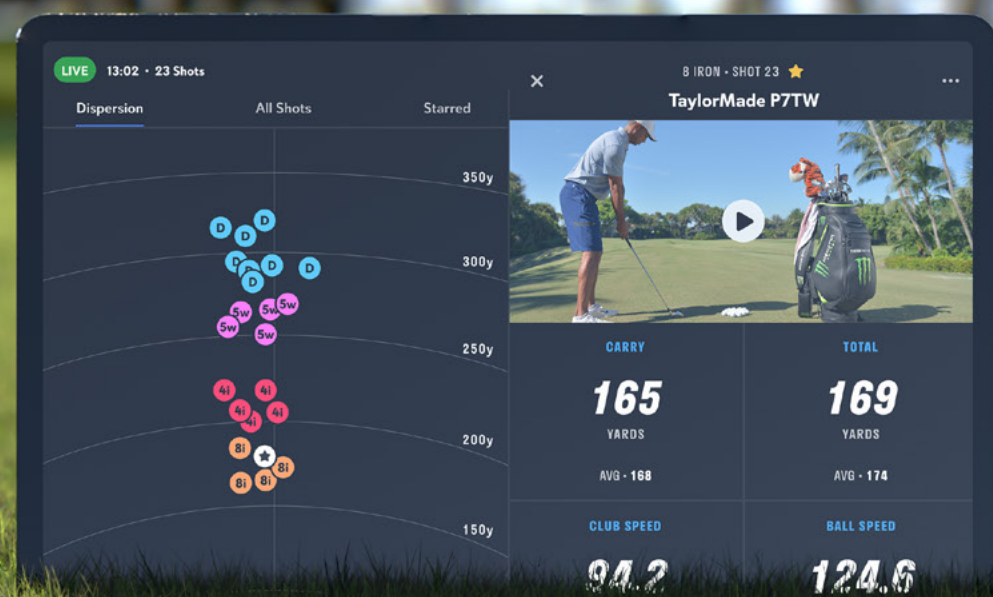 LIVE 13:02 · 23 Shots
Dispersion All Shots Starred
350y
D
D
D
300y
D
D
D
D
D
5w
5w
5w
5w
5w
250y
4i
4i
4i
4i
4i
200y
8i
8i
8i
8i
150y
8 IRON · SHOT 23
TaylorMade P7TW
CARRY
165
YARDS
AVG · 168
TOTAL
169
YARDS
AVG · 174
CLUB SPEED
94.2
BALL SPEED
124.6